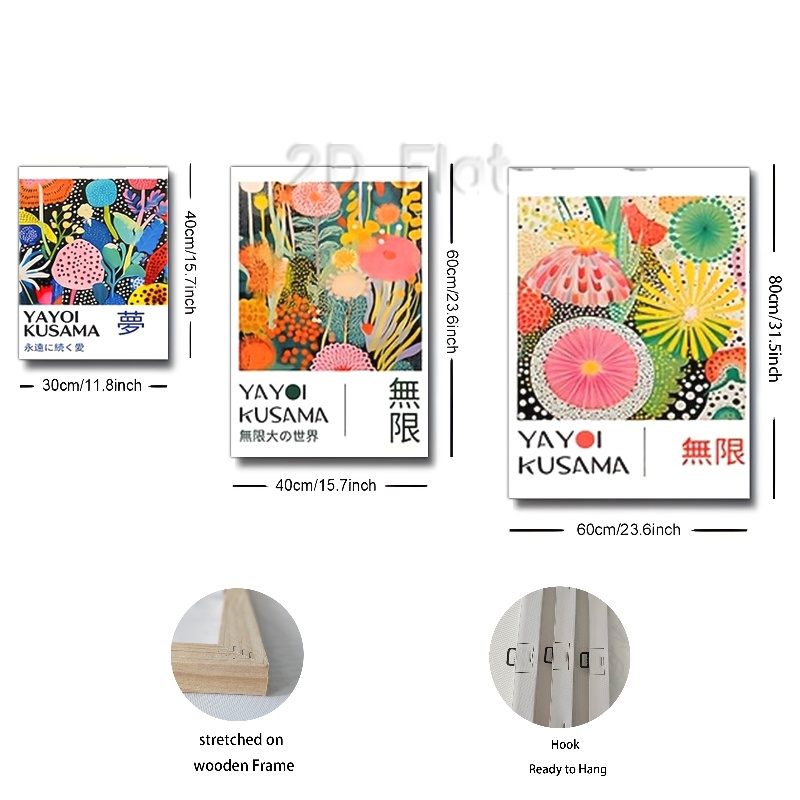 2D Flat
YAYOI
KUSAMA
夢
永遠に続く愛
40cm/15.7inch
30cm/11.8inch
YAYOI
KUSAMA
無限大の世界
無限
60cm/23.6inch
40cm/15.7inch
YAYOI
KUSAMA
無限
80cm/31.5inch
60cm/23.6inch
stretched on
wooden Frame
Hook
Ready to Hang